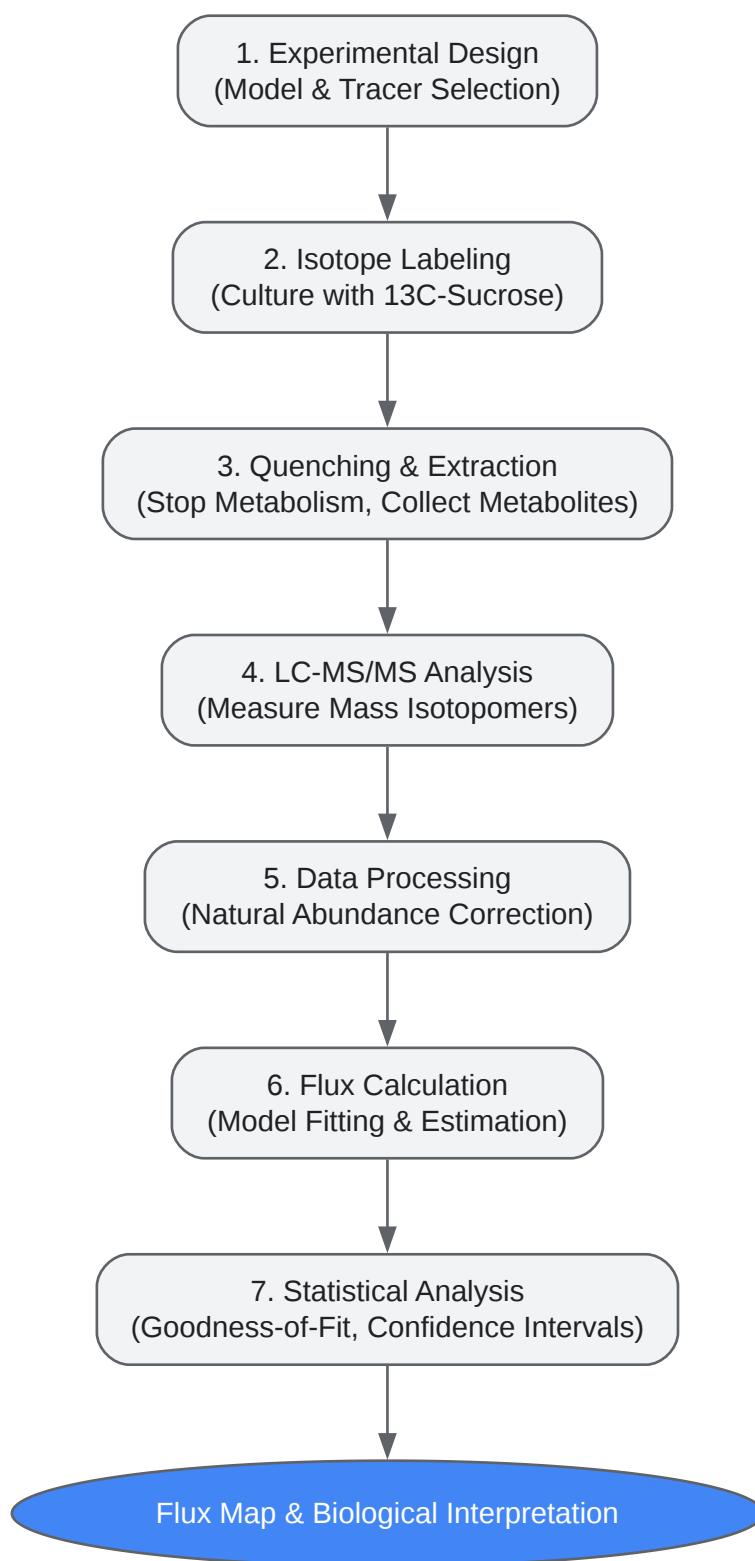 1. Experimental Design
(Model & Tracer Selection)
2. Isotope Labeling
(Culture with 13C-Sucrose)
3. Quenching & Extraction
(Stop Metabolism, Collect Metabolites)
4. LC-MS/MS Analysis
(Measure Mass Isotopomers)
5. Data Processing
(Natural Abundance Correction)
6. Flux Calculation
(Model Fitting & Estimation)
7. Statistical Analysis
(Goodness-of-Fit, Confidence Intervals)
Flux Map & Biological Interpretation